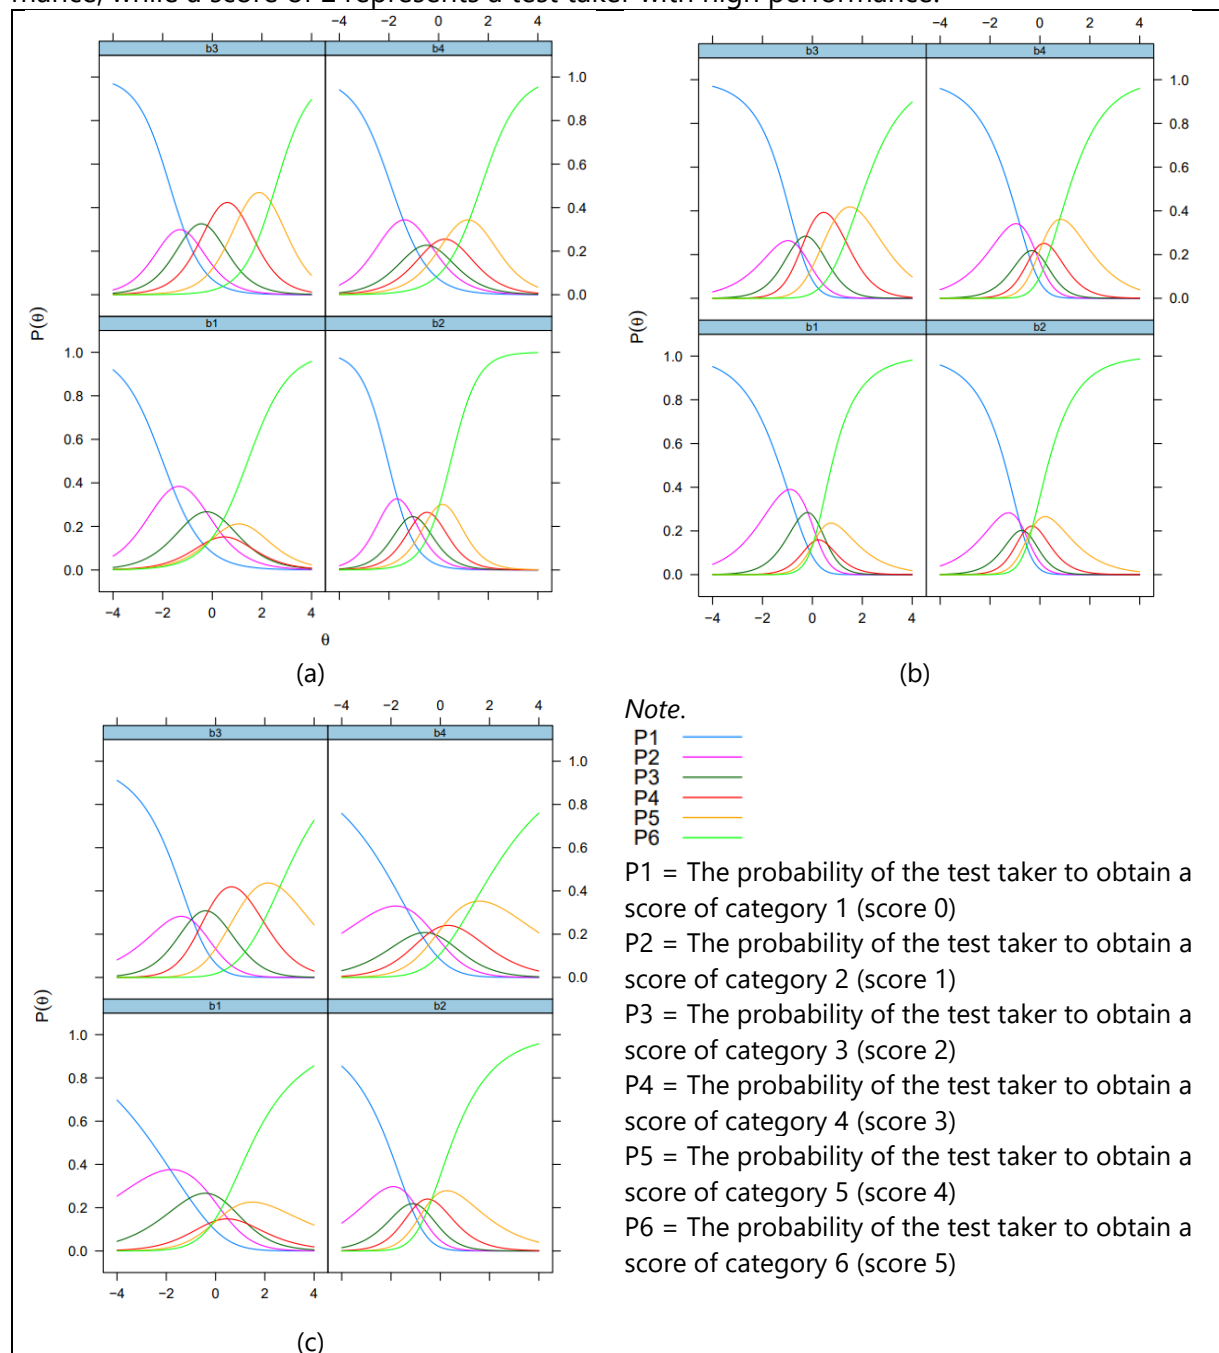 mance, while a score of 2 represents a test taker with high performance.
−4 −2 0 2 4
b3 b4
1.0
0.8
0.6
0.4
0.2
0.0
b1 b2
1.0
0.8
0.6
0.4
0.2
0.0
P(θ)
−4 −2 0 2 4
θ
(a)
−4 −2 0 2 4
b3 b4
1.0
0.8
0.6
0.4
0.2
0.0
b1 b2
1.0
0.8
0.6
0.4
0.2
0.0
P(θ)
−4 −2 0 2 4
(b)
−4 −2 0 2 4
b3 b4
1.0
0.8
0.6
0.4
0.2
0.0
b1 b2
1.0
0.8
0.6
0.4
0.2
0.0
P(θ)
−4 −2 0 2 4
(c)
Note.
P1
P2
P3
P4
P5
P6
P1 = The probability of the test taker to obtain a
score of category 1 (score 0)
P2 = The probability of the test taker to obtain a
score of category 2 (score 1)
P3 = The probability of the test taker to obtain a
score of category 3 (score 2)
P4 = The probability of the test taker to obtain a
score of category 4 (score 3)
P5 = The probability of the test taker to obtain a
score of category 5 (score 4)
P6 = The probability of the test taker to obtain a
score of category 6 (score 5)